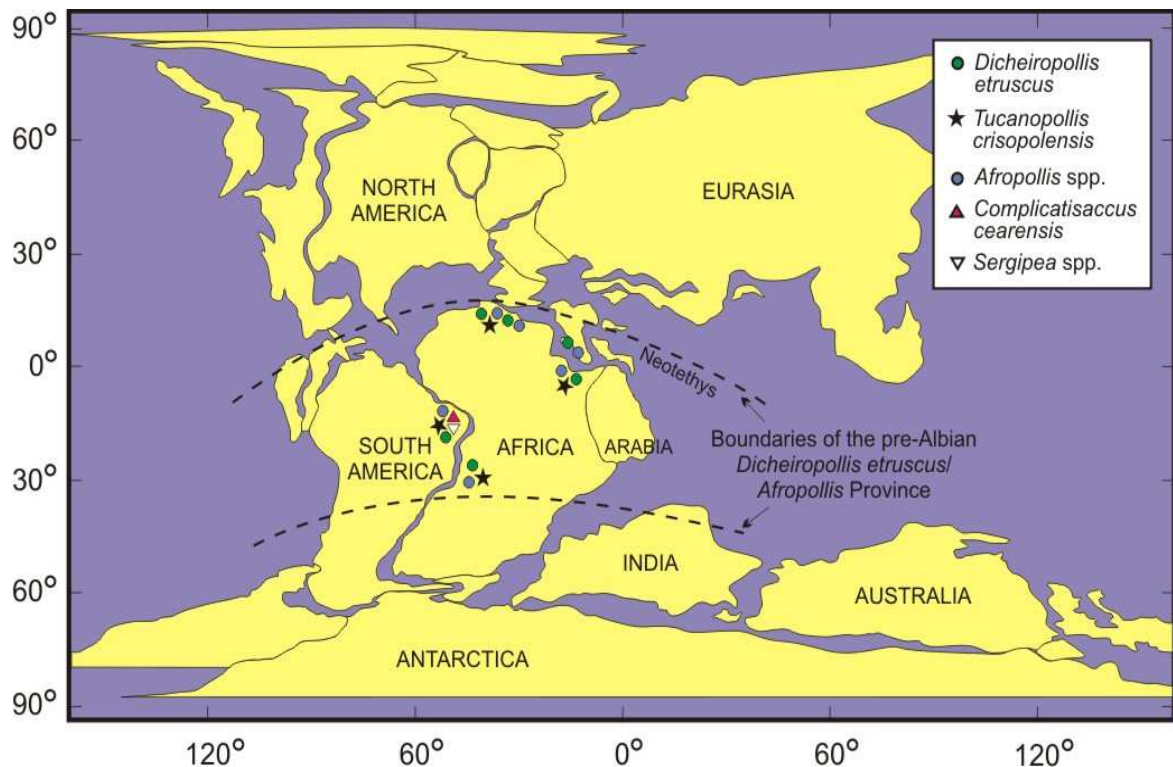 90°
60°
30°
0°
30°
60°
90°
120°
60°
0°
60°
120°
Dicheiropollis
etruscus
Tucanopollis
crisopolensis
Afropollis spp.
Complicatisaccus
cearensis
Sergipea spp.
NORTH
AMERICA
EURASIA
Neotethys
SOUTH
AMERICA
AFRICA
ARABIA
Boundaries of the pre-Albian
Dicheiropollis etruscus/
Afropollis Province
INDIA
AUSTRALIA
ANTARCTICA